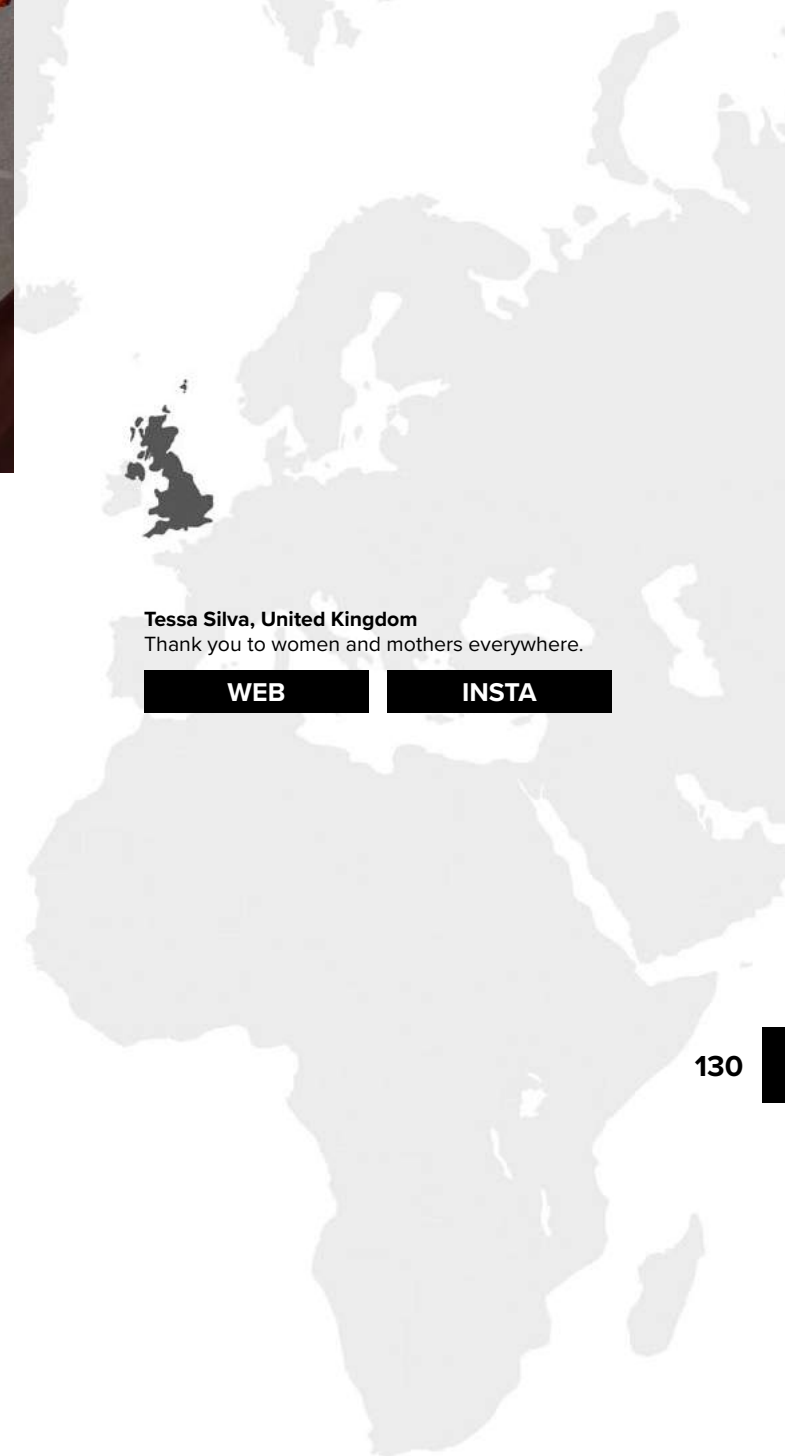 Tessa Silva, United Kingdom
Thank you to women and mothers everywhere.
WEB INSTA
130